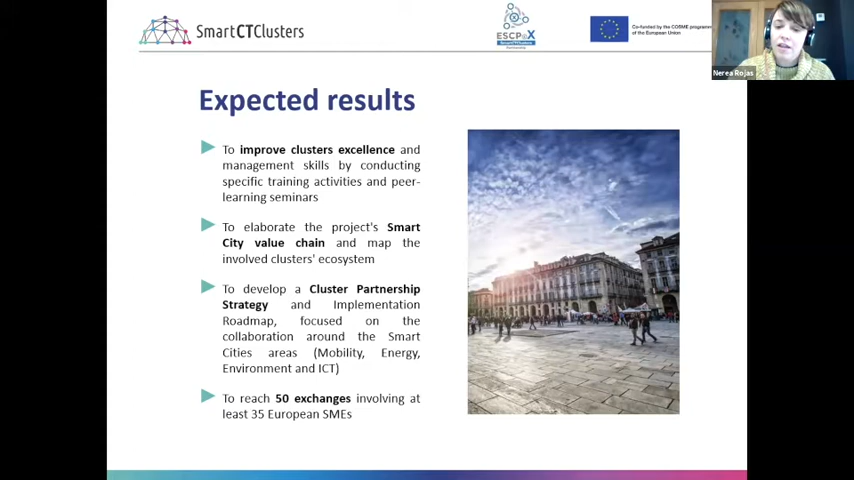 SmartCTClusters
ESCP
X
SmartCTClusters
Partnership
Co-funded by the COSME programme
of the European Union
Nerea Rojas
Expected results
To improve clusters excellence and
management skills by conducting
specific training activities and peer-
learning seminars
To elaborate the project's Smart
City value chain and map the
involved clusters' ecosystem
To develop a Cluster Partnership
Strategy and Implementation
Roadmap, focused on the
collaboration around the Smart
Cities areas (Mobility, Energy,
Environment and ICT)
To reach 50 exchanges involving at
least 35 European SMEs